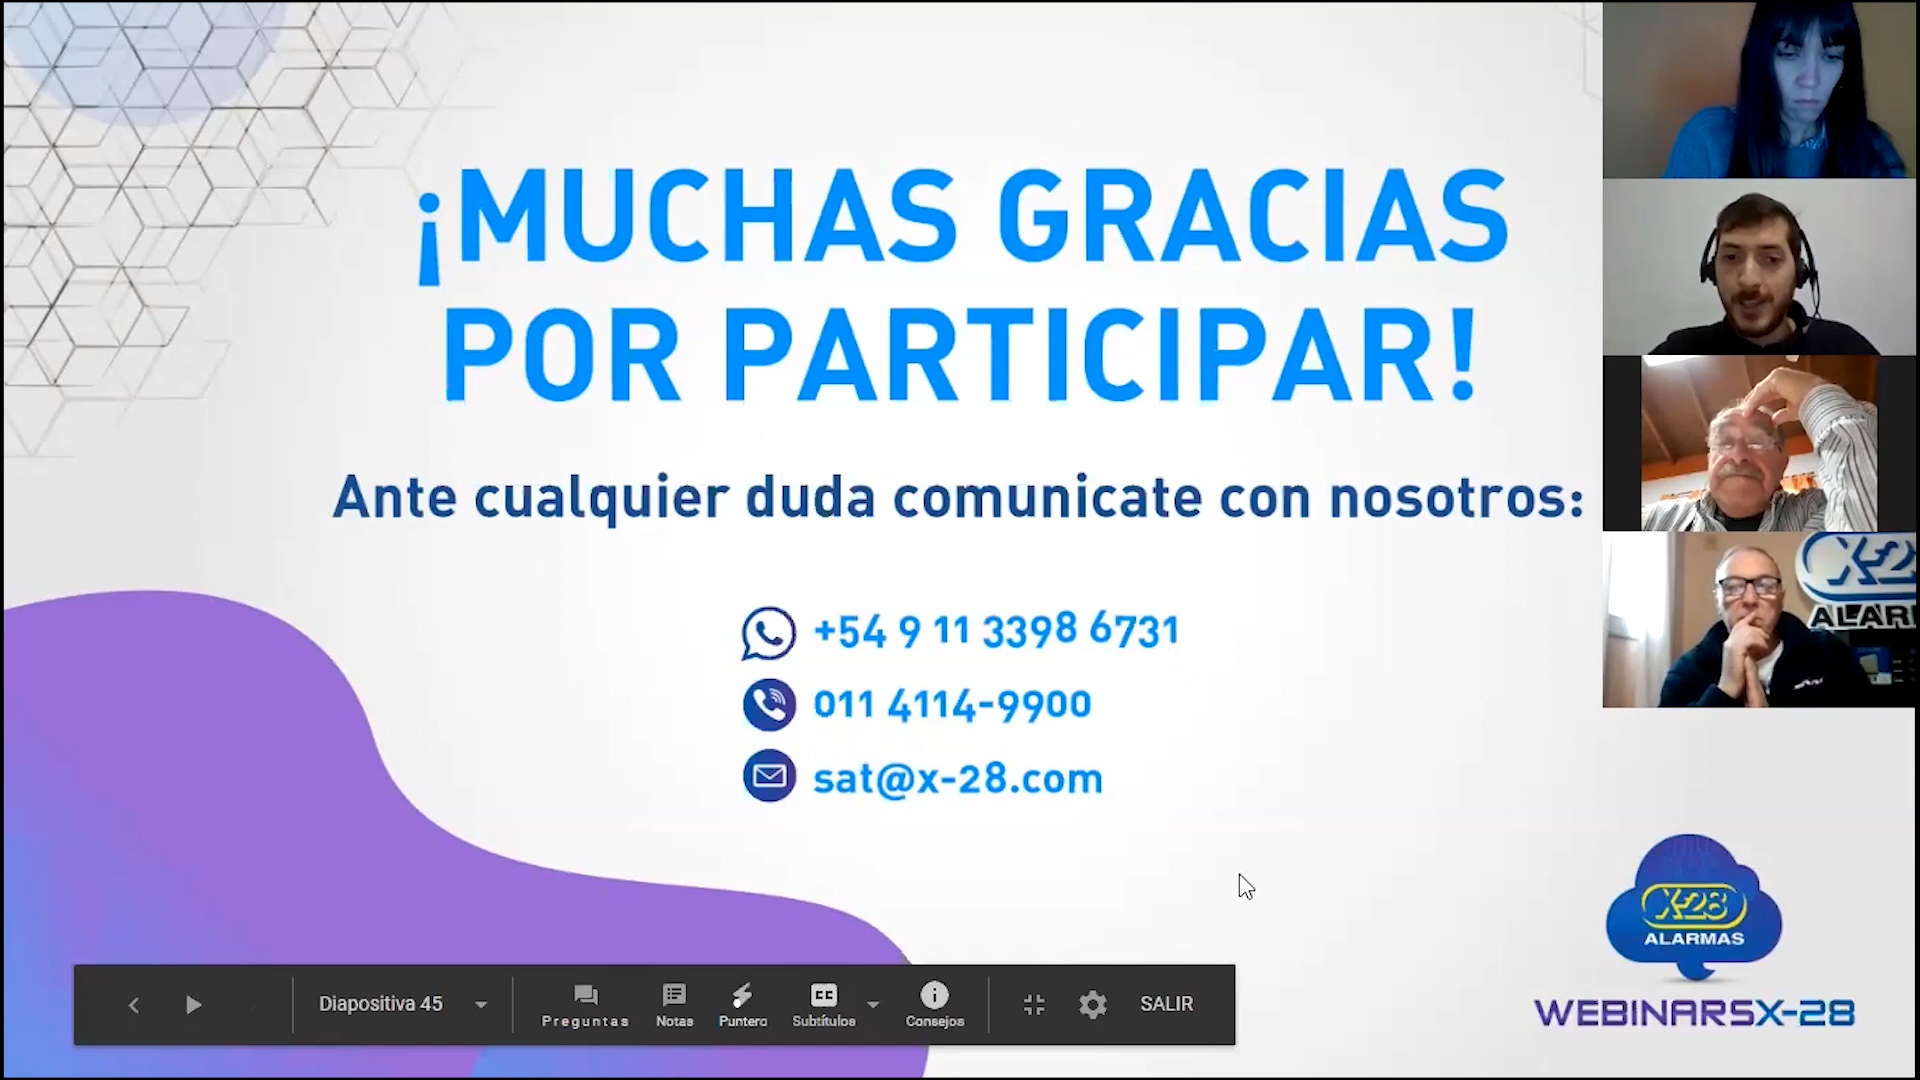 ¡MUCHAS GRACIAS
POR PARTICIPAR!
Ante cualquier duda comunicate con nosotros:
+54 9 11 3398 6731
011 4114-9900
sat@x-28.com
X-28
ALARMAS
WEBINARSX-28
Diapositiva 45
Preguntas
Notas
Puntero
CC
Subtítulos
Consejos
SALIR